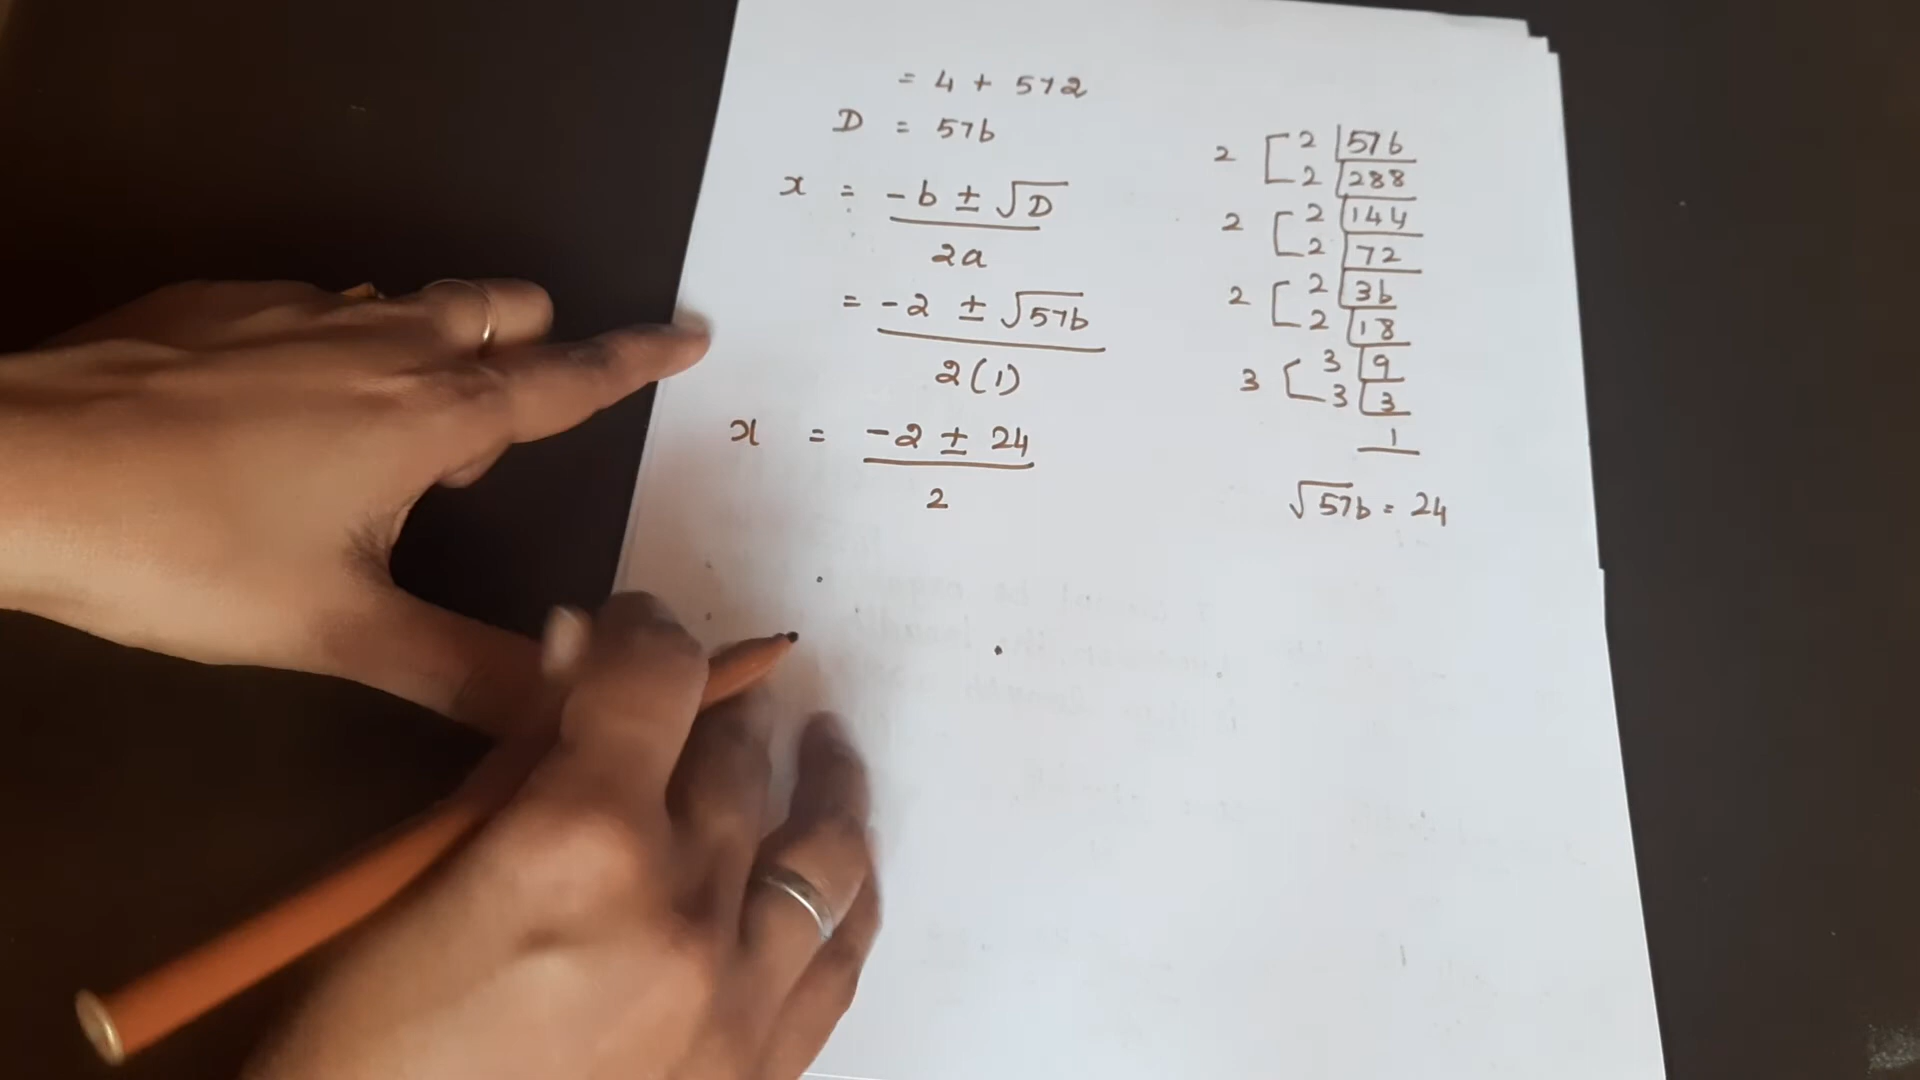 = 4 + 572
D = 576
x = -b ± √D
2a
= -2 ± √576
2(1)
x = -2 ± 24
2
2 [ 2 | 576
2 | 288
2 [ 2 | 144
2 | 72
2 [ 2 | 36
2 | 18
3 [ 3 | 9
3 | 3
1
√576 = 24